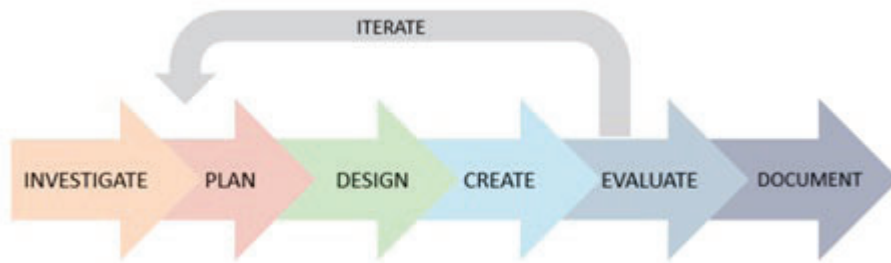 ITERATE
INVESTIGATE PLAN DESIGN CREATE EVALUATE DOCUMENT